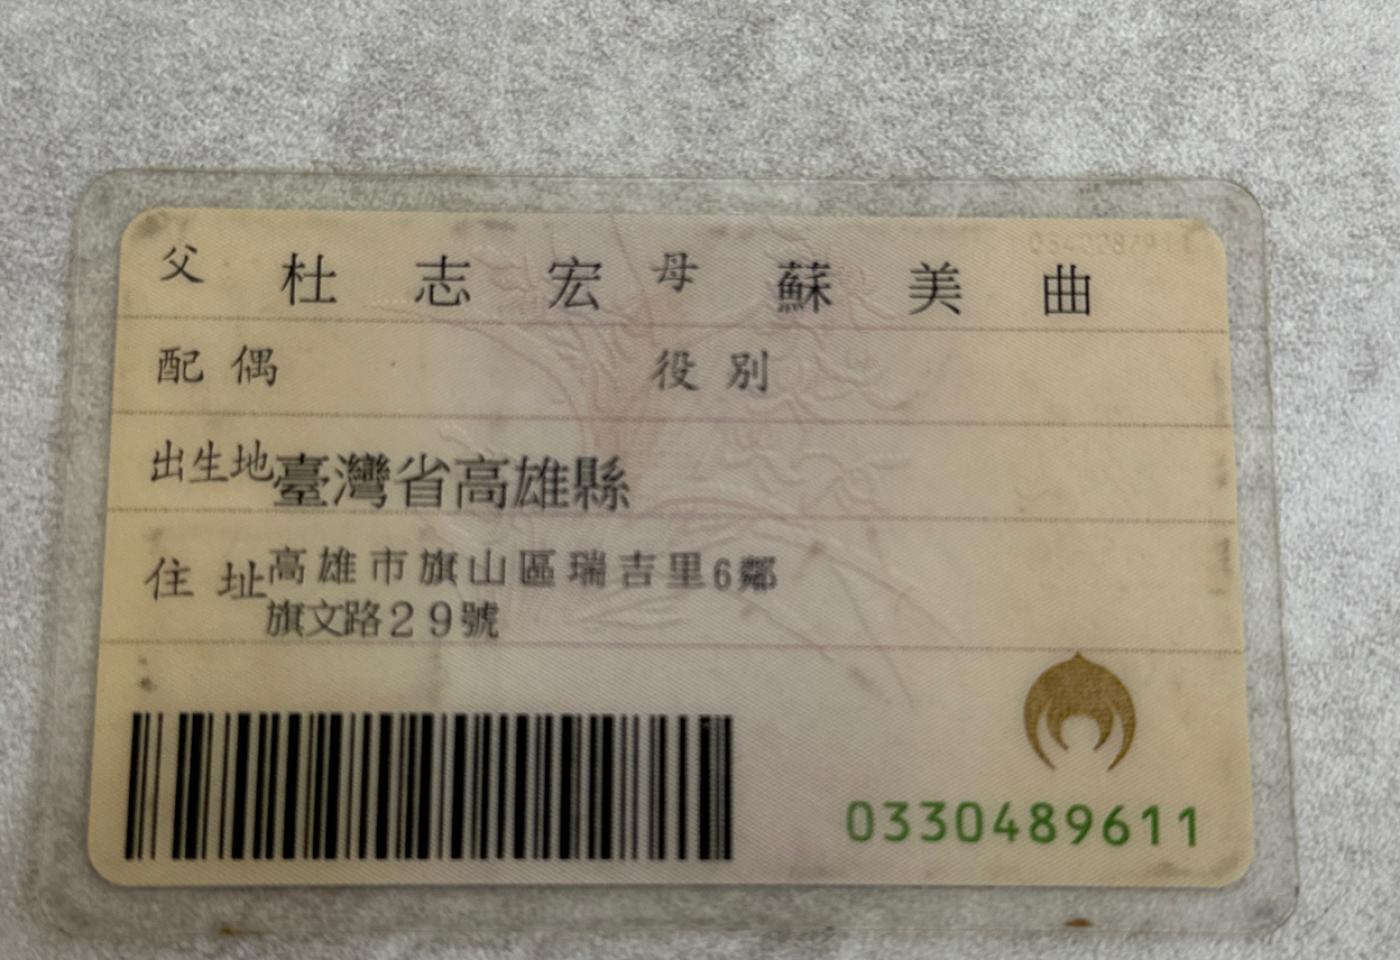 父 杜志宏 母 蘇美曲
配偶 役別
出生地 臺灣省高雄縣
住址 高雄市旗山區瑞吉里6鄰
旗文路29號
0330489611